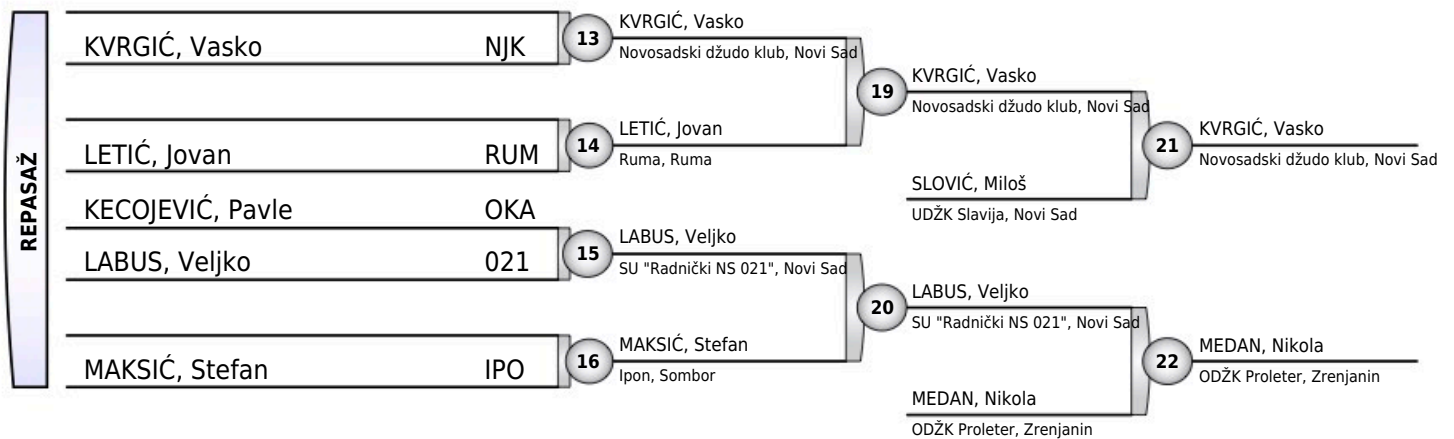 REPASAŽ
KVRGIĆ, Vasko NJK
LETIĆ, Jovan RUM
KECOJEVIĆ, Pavle OKA
LABUS, Veljko 021
MAKSIĆ, Stefan IPO
13
KVRGIĆ, Vasko
Novosadski džudo klub, Novi Sad
14
LETIĆ, Jovan
Ruma, Ruma
15
LABUS, Veljko
SU "Radnički NS 021", Novi Sad
16
MAKSIĆ, Stefan
Ipon, Sombor
19
KVRGIĆ, Vasko
Novosadski džudo klub, Novi Sad
SLOVIĆ, Miloš
UDŽK Slavija, Novi Sad
20
LABUS, Veljko
SU "Radnički NS 021", Novi Sad
MEDAN, Nikola
ODŽK Proleter, Zrenjanin
21
KVRGIĆ, Vasko
Novosadski džudo klub, Novi Sad
22
MEDAN, Nikola
ODŽK Proleter, Zrenjanin